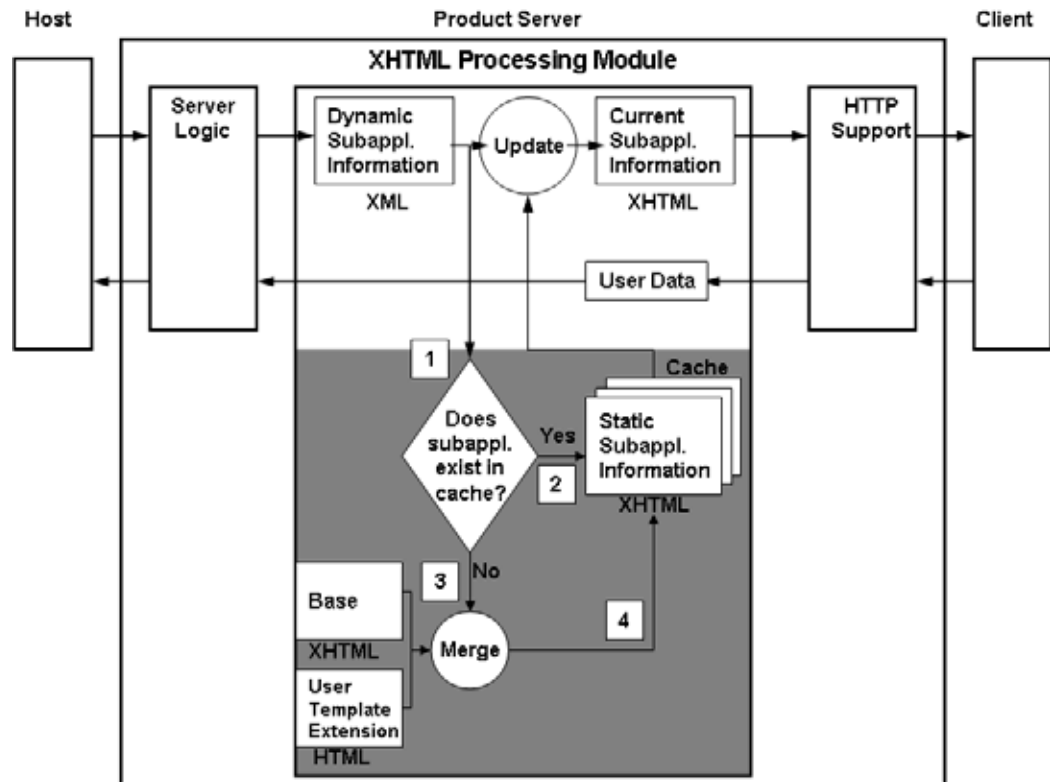 Host
Product Server
Client
XHTML Processing Module
Server
Logic
Dynamic
Subappl.
Information
XML
Update
Current
Subappl.
Information
XHTML
HTTP
Support
User Data
1
Cache
Does
subappl.
exist in
cache?
Yes
2
Static
Subappl.
Information
XHTML
3
No
Base
XHTML
Merge
4
User
Template
Extension
HTML